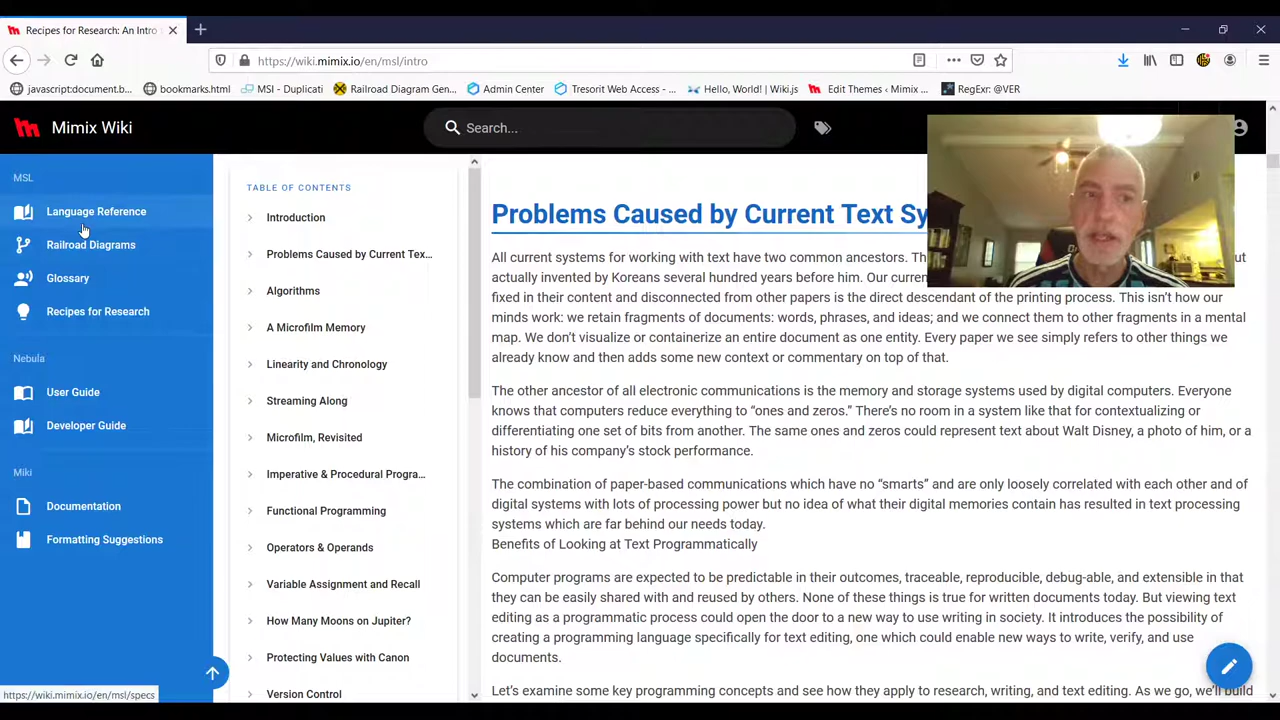 Recipes for Research: An Intro
https://wiki.mimix.io/en/msl/intro
javascript:document.b...
bookmarks.html
MSI - Duplicati
Railroad Diagram Gen...
Admin Center
Tresorit Web Access - ...
Hello, World! | Wiki.js
Edit Themes ‹ Mimix ...
RegExr: @VER
Mimix Wiki
Search...
MSL
Language Reference
Railroad Diagrams
Glossary
Recipes for Research
Nebula
User Guide
Developer Guide
Miki
Documentation
Formatting Suggestions
https://wiki.mimix.io/en/msl/specs
TABLE OF CONTENTS
Introduction
Problems Caused by Current Tex...
Algorithms
A Microfilm Memory
Linearity and Chronology
Streaming Along
Microfilm, Revisited
Imperative & Procedural Progra...
Functional Programming
Operators & Operands
Variable Assignment and Recall
How Many Moons on Jupiter?
Protecting Values with Canon
Version Control
Problems Caused by Current Text Sy
All current systems for working with text have two common ancestors. Th ut
actually invented by Koreans several hundred years before him. Our curren
fixed in their content and disconnected from other papers is the direct descendant of the printing process. This isn't how our
minds work: we retain fragments of documents: words, phrases, and ideas; and we connect them to other fragments in a mental
map. We don't visualize or containerize an entire document as one entity. Every paper we see simply refers to other things we
already know and then adds some new context or commentary on top of that.
The other ancestor of all electronic communications is the memory and storage systems used by digital computers. Everyone
knows that computers reduce everything to "ones and zeros." There's no room in a system like that for contextualizing or
differentiating one set of bits from another. The same ones and zeros could represent text about Walt Disney, a photo of him, or a
history of his company's stock performance.
The combination of paper-based communications which have no "smarts" and are only loosely correlated with each other and of
digital systems with lots of processing power but no idea of what their digital memories contain has resulted in text processing
systems which are far behind our needs today.
Benefits of Looking at Text Programmatically
Computer programs are expected to be predictable in their outcomes, traceable, reproducible, debug-able, and extensible in that
they can be easily shared with and reused by others. None of these things is true for written documents today. But viewing text
editing as a programmatic process could open the door to a new way to use writing in society. It introduces the possibility of
creating a programming language specifically for text editing, one which could enable new ways to write, verify, and use
documents.
Let's examine some key programming concepts and see how they apply to research, writing, and text editing. As we go, we'll build